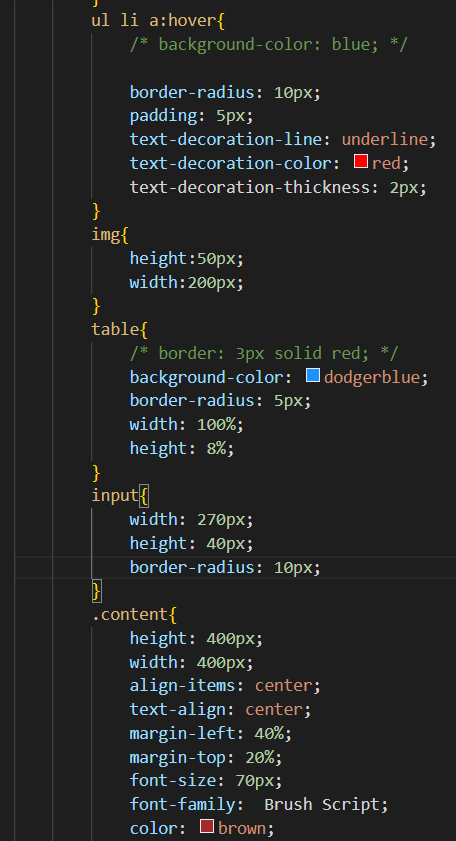 }
ul li a:hover{
/* background-color: blue; */
border-radius: 10px;
padding: 5px;
text-decoration-line: underline;
text-decoration-color: red;
text-decoration-thickness: 2px;
}
img{
height:50px;
width:200px;
}
table{
/* border: 3px solid red; */
background-color: dodgerblue;
border-radius: 5px;
width: 100%;
height: 8%;
}
input{
width: 270px;
height: 40px;
border-radius: 10px;
}
.content{
height: 400px;
width: 400px;
align-items: center;
text-align: center;
margin-left: 40%;
margin-top: 20%;
font-size: 70px;
font-family:  Brush Script;
color: brown;